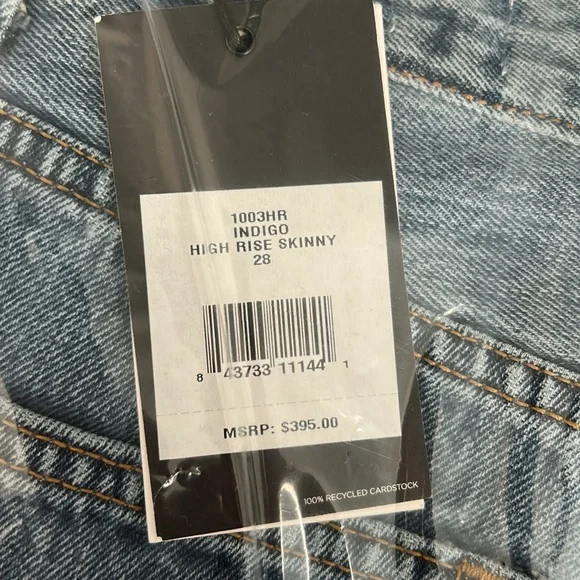 1003HR
INDIGO
HIGH RISE SKINNY
28
8 43733 11144 1
MSRP: $395.00
100% RECYCLED CARDSTOCK